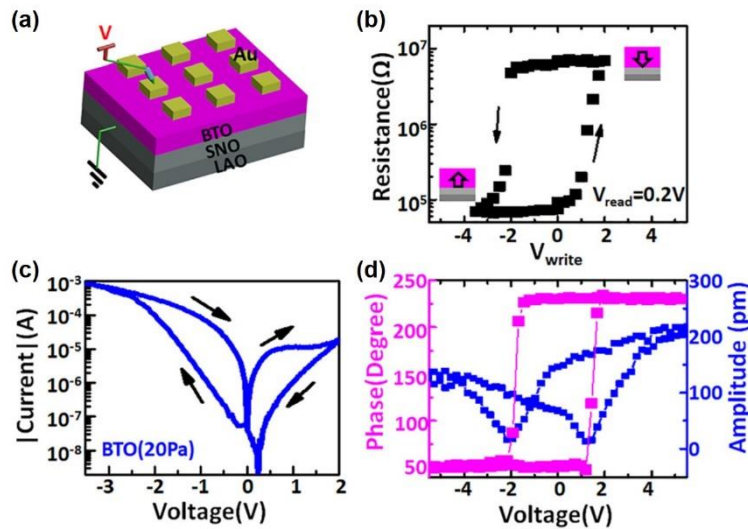 (a)
V
Au
BTO
SNO
LAO
(b)
Resistance(Ω)
10⁷
10⁶
10⁵
V_read=0.2V
-4 -2 0 2 4
V_write
(c)
|Current| (A)
10⁻³
10⁻⁴
10⁻⁵
10⁻⁶
10⁻⁷
10⁻⁸
BTO(20Pa)
-3 -2 -1 0 1 2
Voltage(V)
(d)
Phase(Degree)
250
200
150
100
50
300
200
100
0
Amplitude (pm)
-4 -2 0 2 4
Voltage(V)